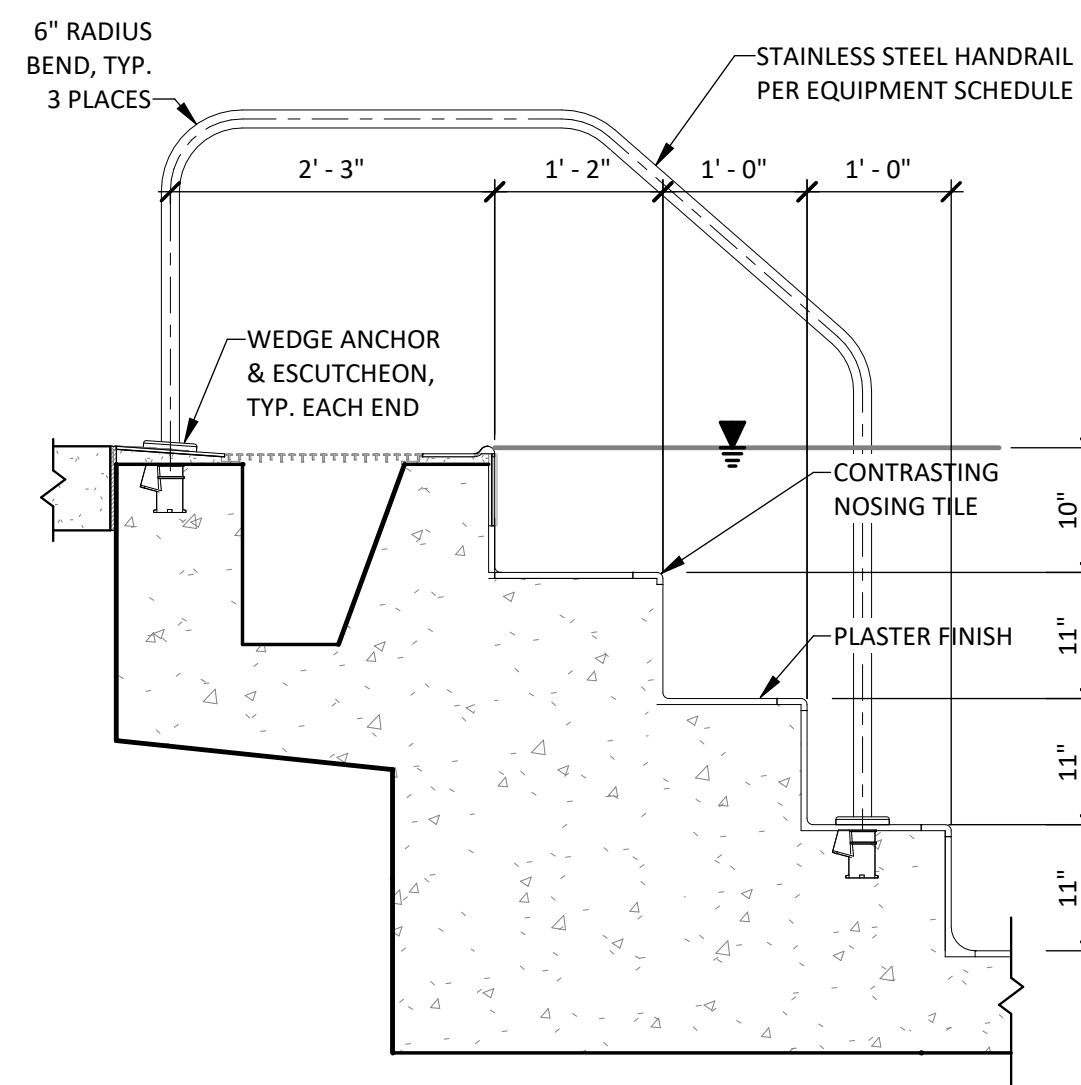 6" RADIUS
BEND, TYP.
3 PLACES
STAINLESS STEEL HANDRAIL
PER EQUIPMENT SCHEDULE
2' - 3"
1' - 2"
1' - 0"
1' - 0"
WEDGE ANCHOR
& ESCUTCHEON,
TYP. EACH END
CONTRASTING
NOSING TILE
10"
PLASTER FINISH
11"
11"
11"